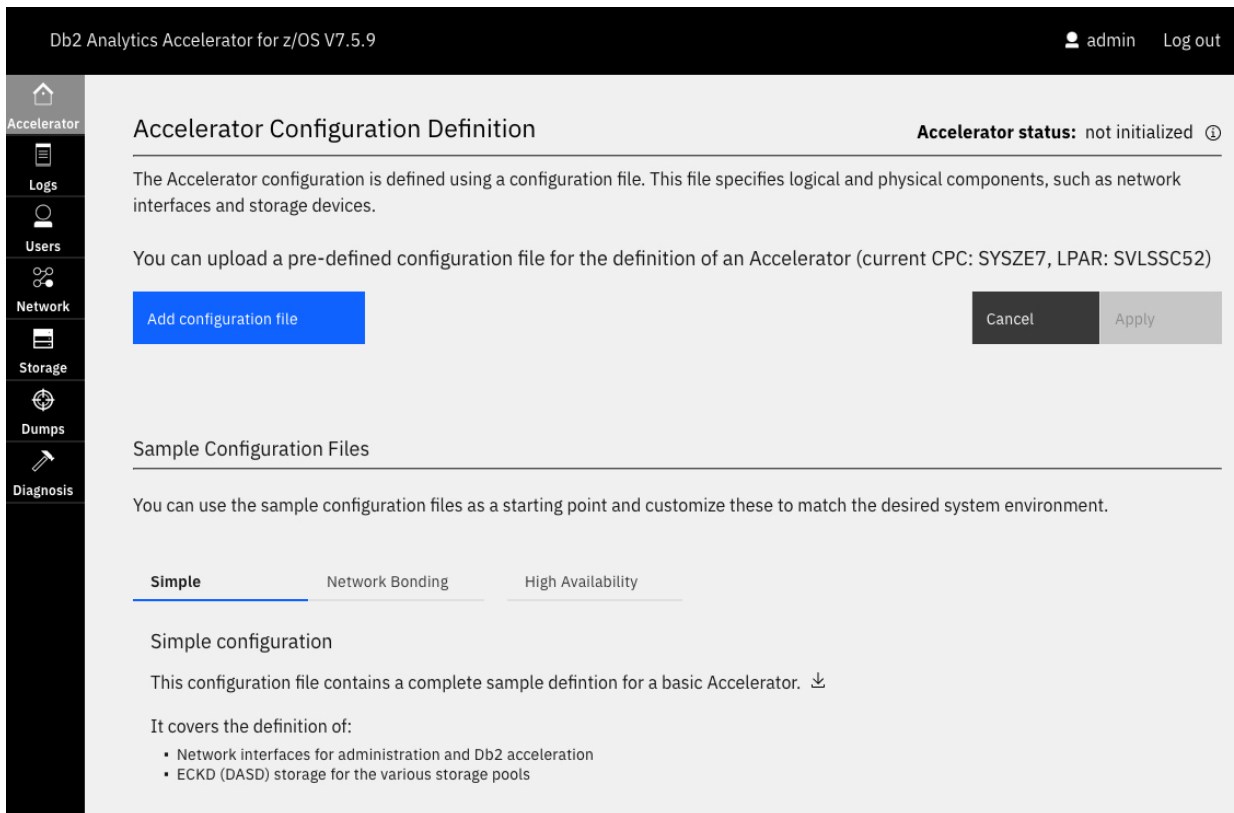 Db2 Analytics Accelerator for z/OS V7.5.9
admin
Log out
Accelerator
Logs
Users
Network
Storage
Dumps
Diagnosis
Accelerator Configuration Definition
Accelerator status: not initialized
The Accelerator configuration is defined using a configuration file. This file specifies logical and physical components, such as network
interfaces and storage devices.
You can upload a pre-defined configuration file for the definition of an Accelerator (current CPC: SYSZE7, LPAR: SVLSSC52)
Add configuration file
Cancel
Apply
Sample Configuration Files
You can use the sample configuration files as a starting point and customize these to match the desired system environment.
Simple
Network Bonding
High Availability
Simple configuration
This configuration file contains a complete sample defintion for a basic Accelerator.
It covers the definition of:
▪ Network interfaces for administration and Db2 acceleration
▪ ECKD (DASD) storage for the various storage pools